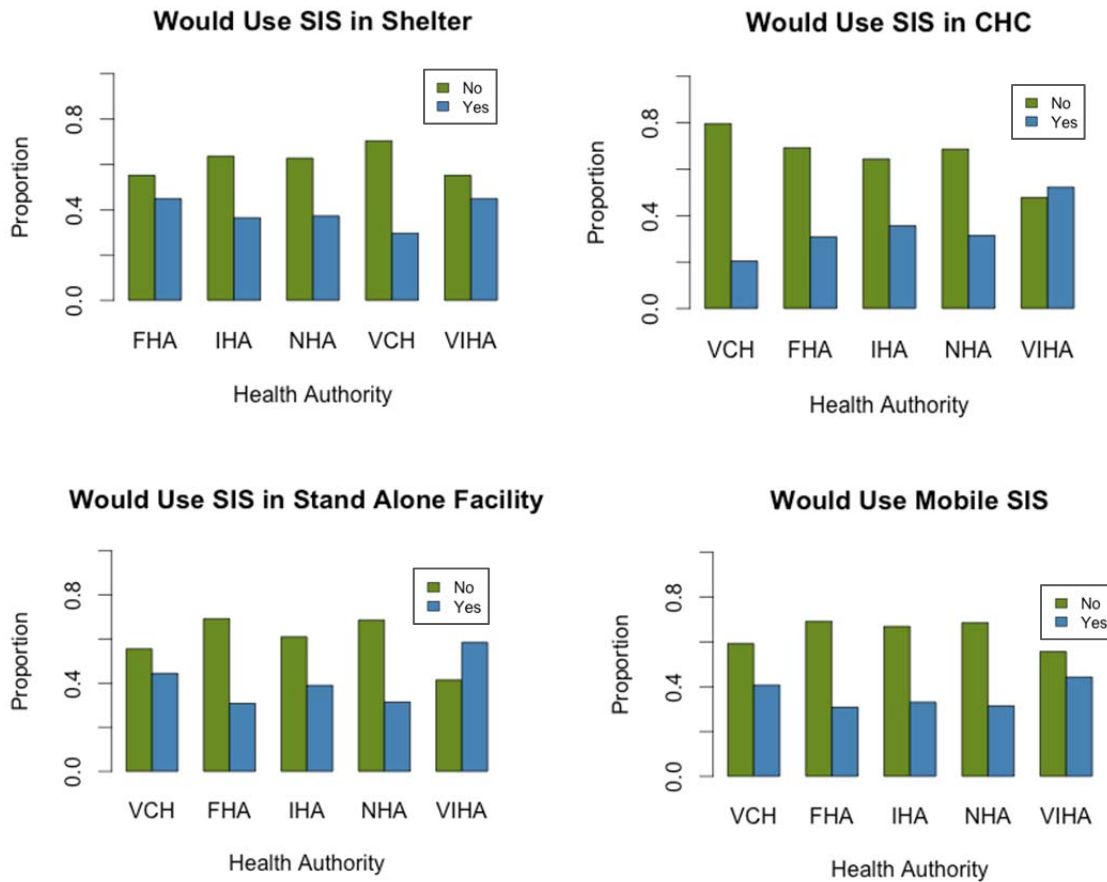 Would Use SIS in Shelter
No
Yes
Proportion
0.8
0.4
0.0
FHA IHA NHA VCH VIHA
Health Authority
Would Use SIS in CHC
No
Yes
Proportion
0.8
0.4
0.0
VCH FHA IHA NHA VIHA
Health Authority
Would Use SIS in Stand Alone Facility
No
Yes
Proportion
0.8
0.4
0.0
VCH FHA IHA NHA VIHA
Health Authority
Would Use Mobile SIS
No
Yes
Proportion
0.8
0.4
0.0
VCH FHA IHA NHA VIHA
Health Authority